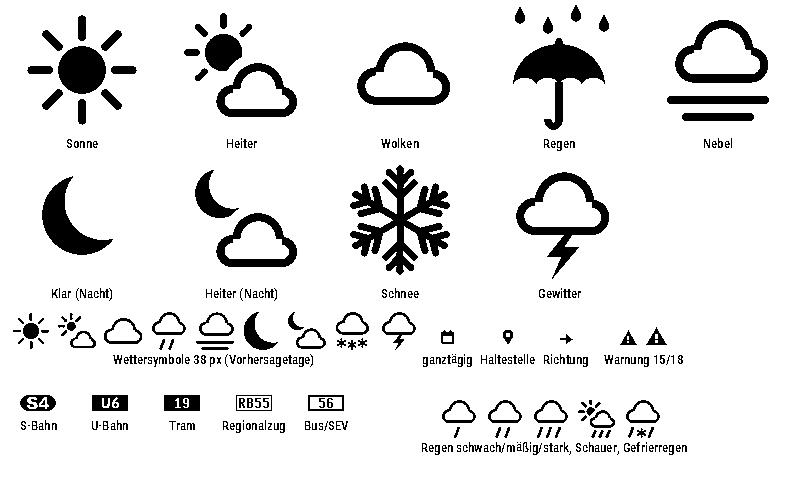 Sonne Heiter Wolken Regen Nebel
Klar (Nacht) Heiter (Nacht) Schnee Gewitter
Wettersymbole 38 px (Vorhersagetage) ganztägig Haltestelle Richtung Warnung 15/18
S4 U6 19 RB55 56
S-Bahn U-Bahn Tram Regionalzug Bus/SEV
Regen schwach/mäßig/stark, Schauer, Gefrierregen